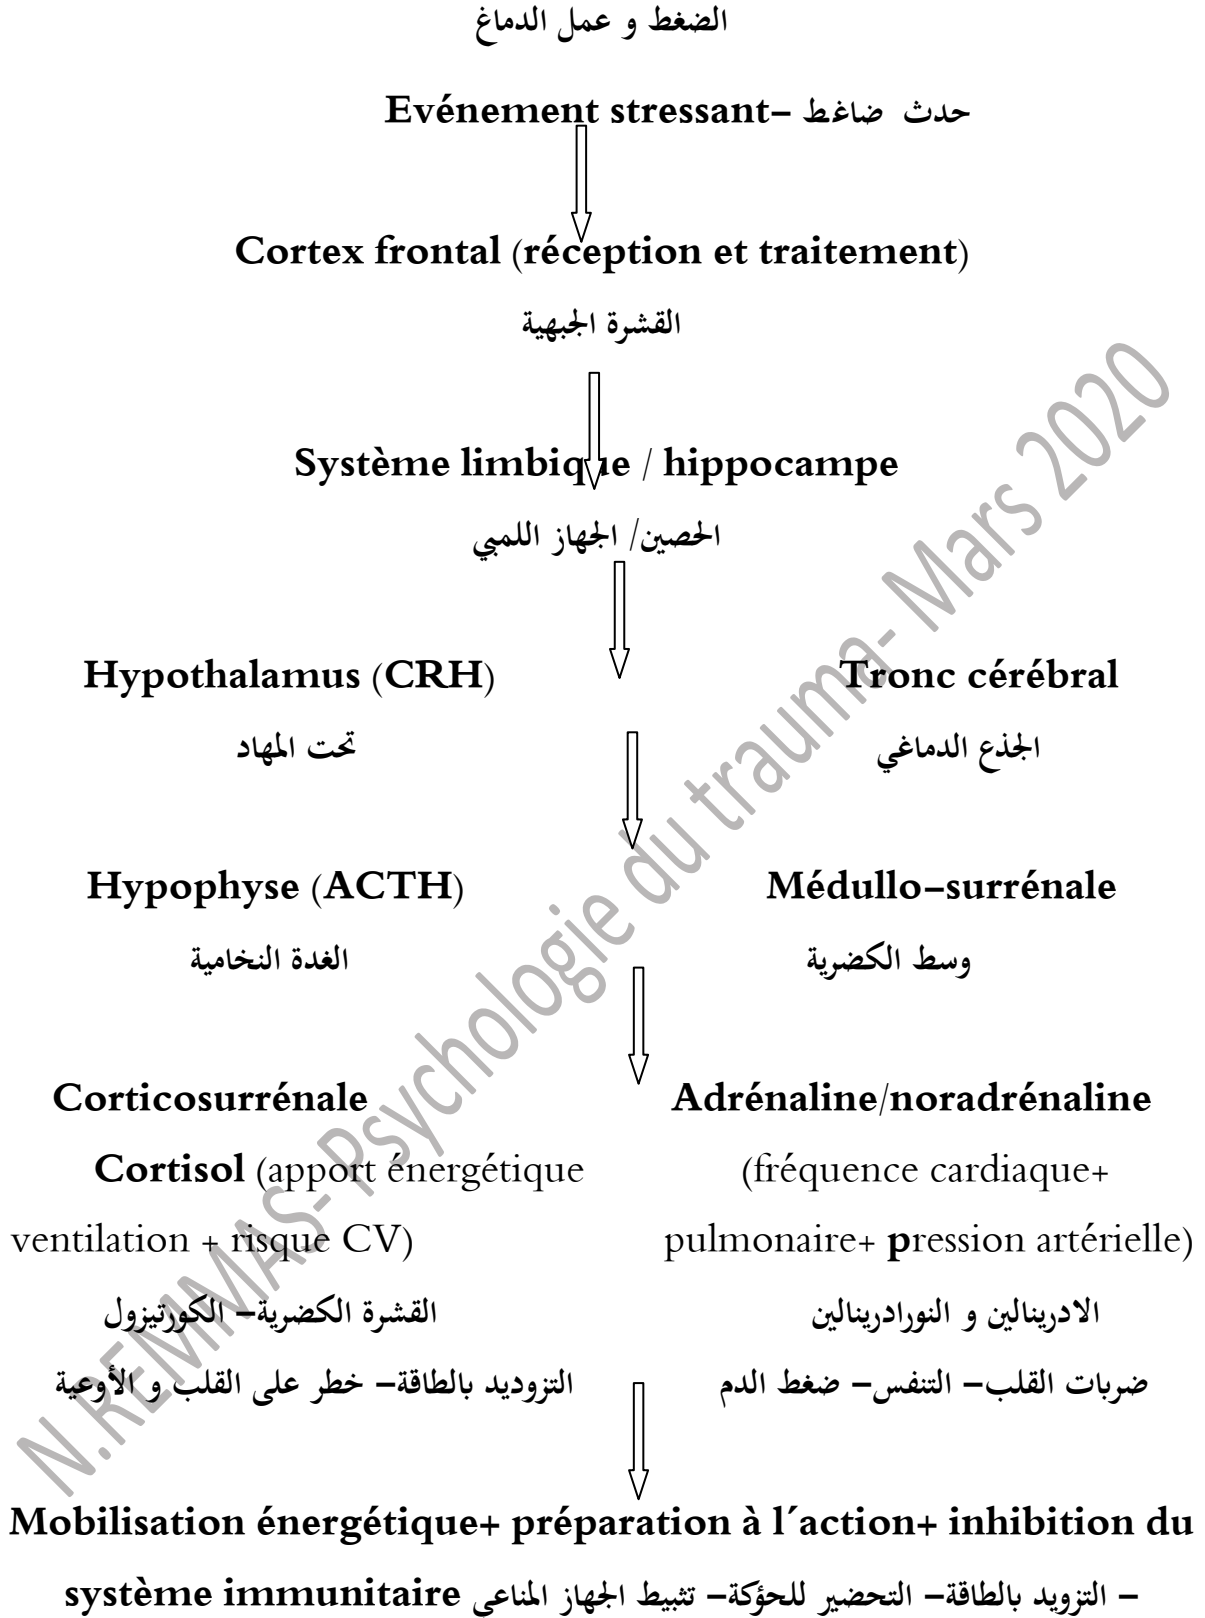 الضغط و عمل الدماغ
Evénement stressant– حدث ضاغط
Cortex frontal (réception et traitement)
القشرة الجبهية
Système limbique / hippocampe
الحصين/ الجهاز اللمبي
Hypothalamus (CRH) Tronc cérébral
تحت المهاد الجذع الدماغي
Hypophyse (ACTH) Médullo–surrénale
الغدة النخامية وسط الكضرية
Corticosurrénale Adrénaline/noradrénaline
Cortisol (apport énergétique (fréquence cardiaque+
ventilation + risque CV) pulmonaire+ pression artérielle)
القشرة الكضرية– الكورتيزول الادرينالين و النورادرينالين
التزوديد بالطاقة– خطر على القلب و الأوعية ضربات القلب– التنفس– ضغط الدم
Mobilisation énergétique+ préparation à l´action+ inhibition du
système immunitaire التزويد بالطاقة– التحضير للحؤكة– تثبيط الجهاز المناعي –
N.REMMAS- Psychologie du trauma- Mars 2020